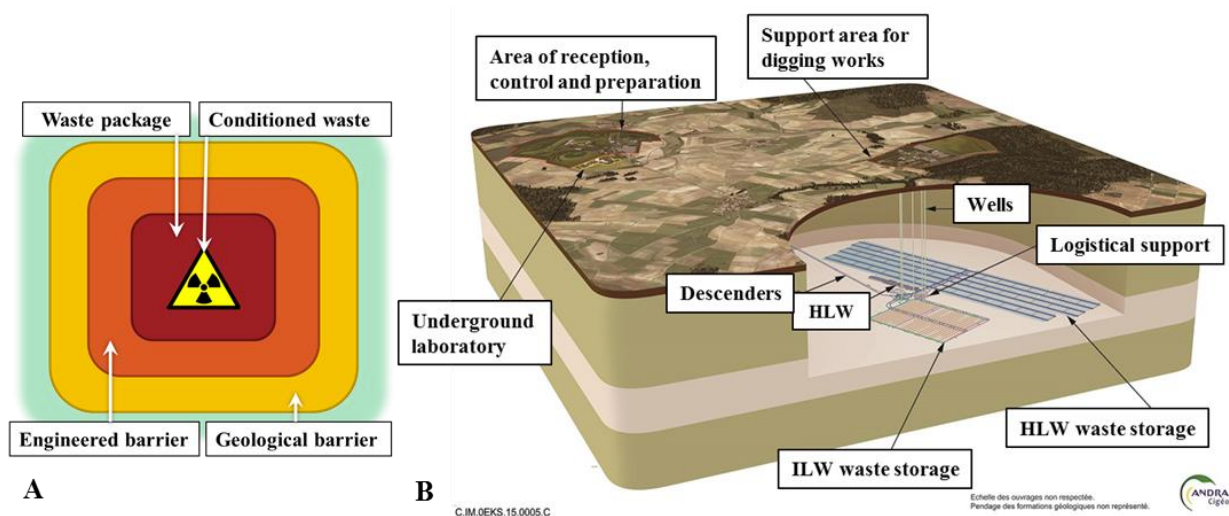 Waste package
Conditioned waste
Engineered barrier
Geological barrier
A
Area of reception,
control and preparation
Support area for
digging works
Wells
Logistical support
Descenders
HLW
Underground
laboratory
HLW waste storage
ILW waste storage
B
C.IM.0EKS.15.0005.C
Echelle des ouvrages non respectée.
Pendage des formations géologiques non représenté.
ANDRA
Cigéo